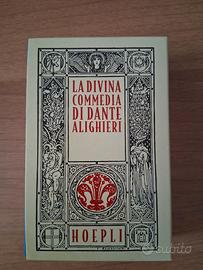 LA DIVINA
COMMEDIA
DI DANTE
ALIGHIERI
HOEPLI
subito